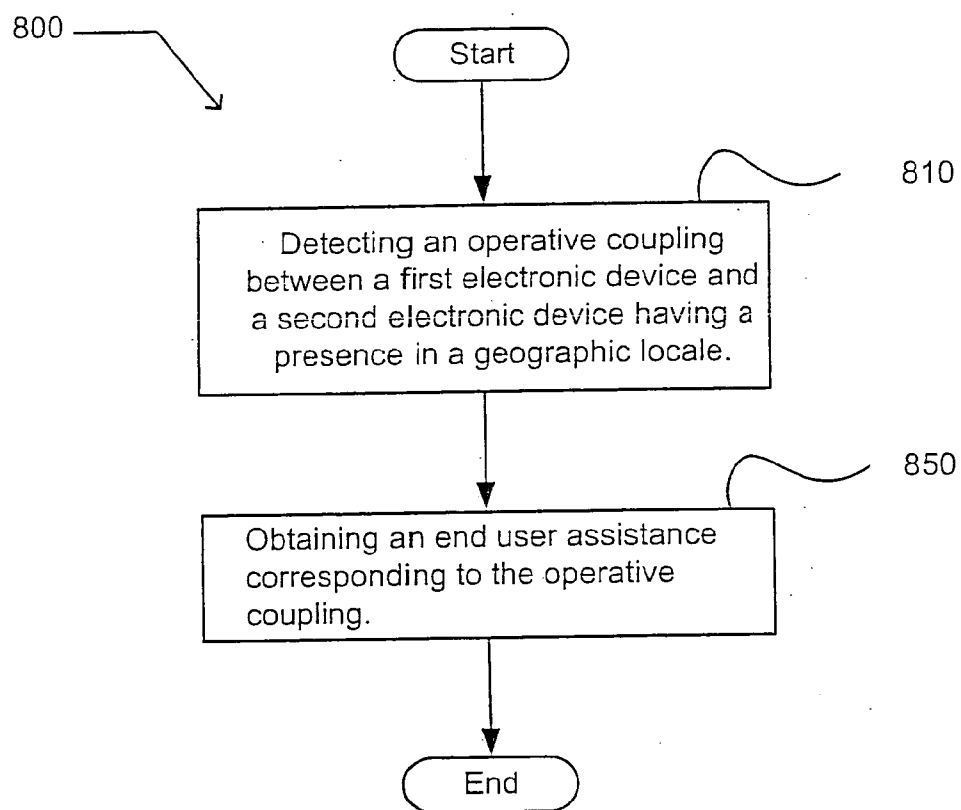 800
Start
810
Detecting an operative coupling
between a first electronic device and
a second electronic device having a
presence in a geographic locale.
850
Obtaining an end user assistance
corresponding to the operative
coupling.
End